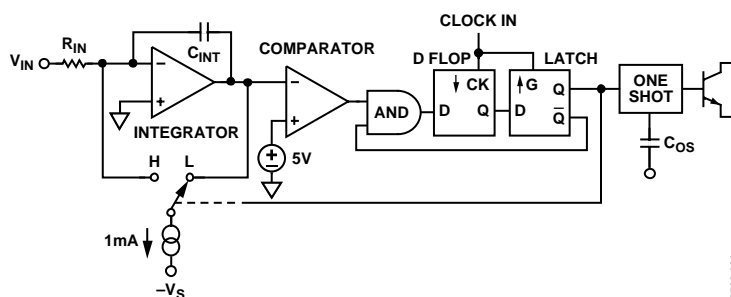 CLOCK IN
R_IN
V_IN
C_INT
COMPARATOR
D FLOP
LATCH
−
+
INTEGRATOR
−
+
AND
↓ CK
D
Q
↑ G
D
Q
Q̅
ONE
SHOT
C_OS
+
−
5V
H
L
1mA
−V_S